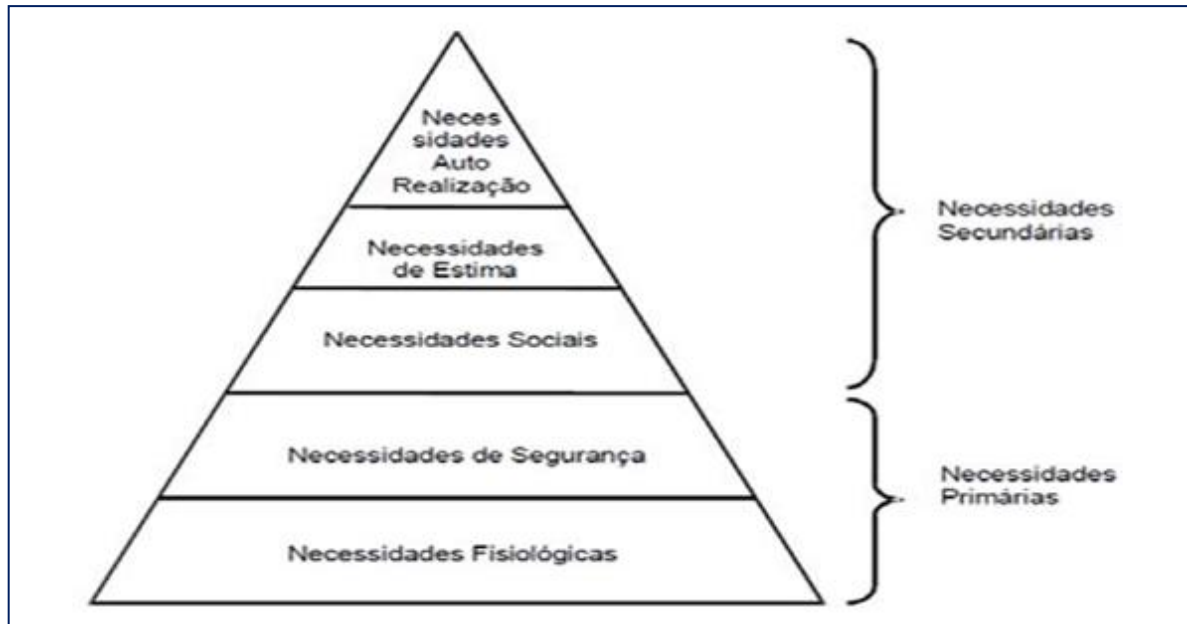 Neces
sidades
Auto
Realização
Necessidades
de Estima
Necessidades Sociais
Necessidades de Segurança
Necessidades Fisiológicas
Necessidades
Secundárias
Necessidades
Primárias